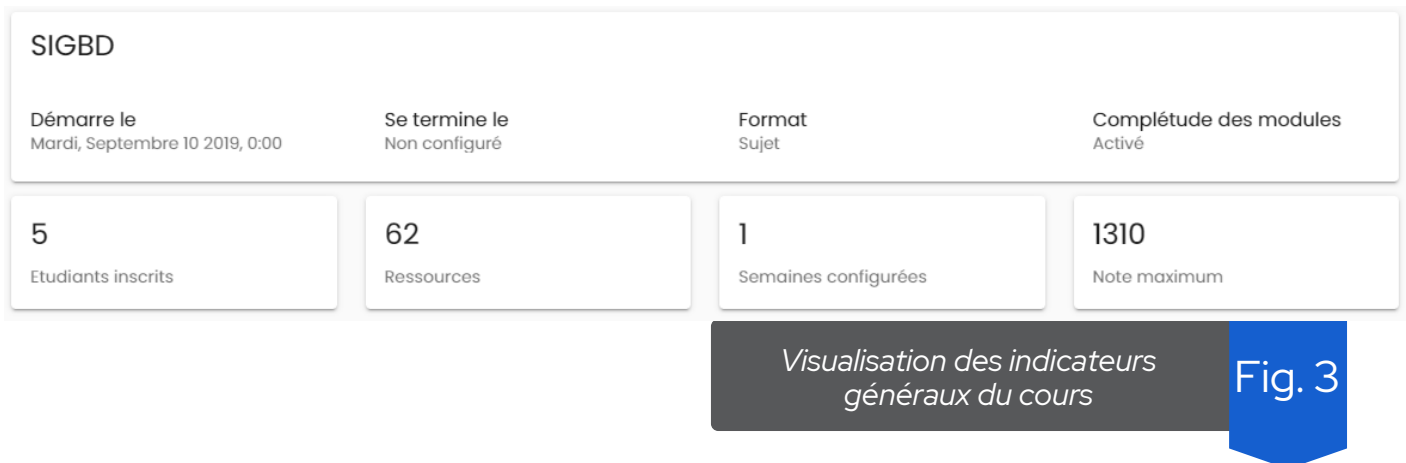 SIGBD
Démarre le
Mardi, Septembre 10 2019, 0:00
Se termine le
Non configuré
Format
Sujet
Complétude des modules
Activé
5
Etudiants inscrits
62
Ressources
1
Semaines configurées
1310
Note maximum
Visualisation des indicateurs
généraux du cours
Fig. 3